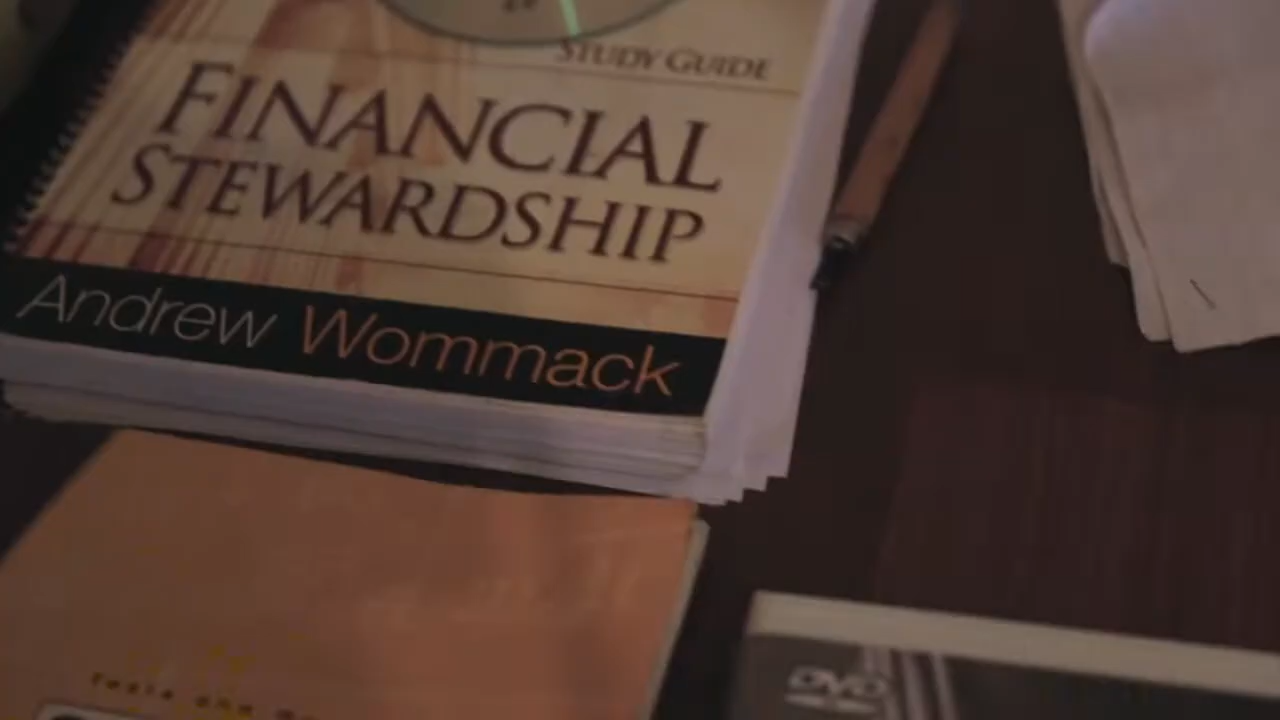 STUDY GUIDE
FINANCIAL
STEWARDSHIP
Andrew Wommack
DVD